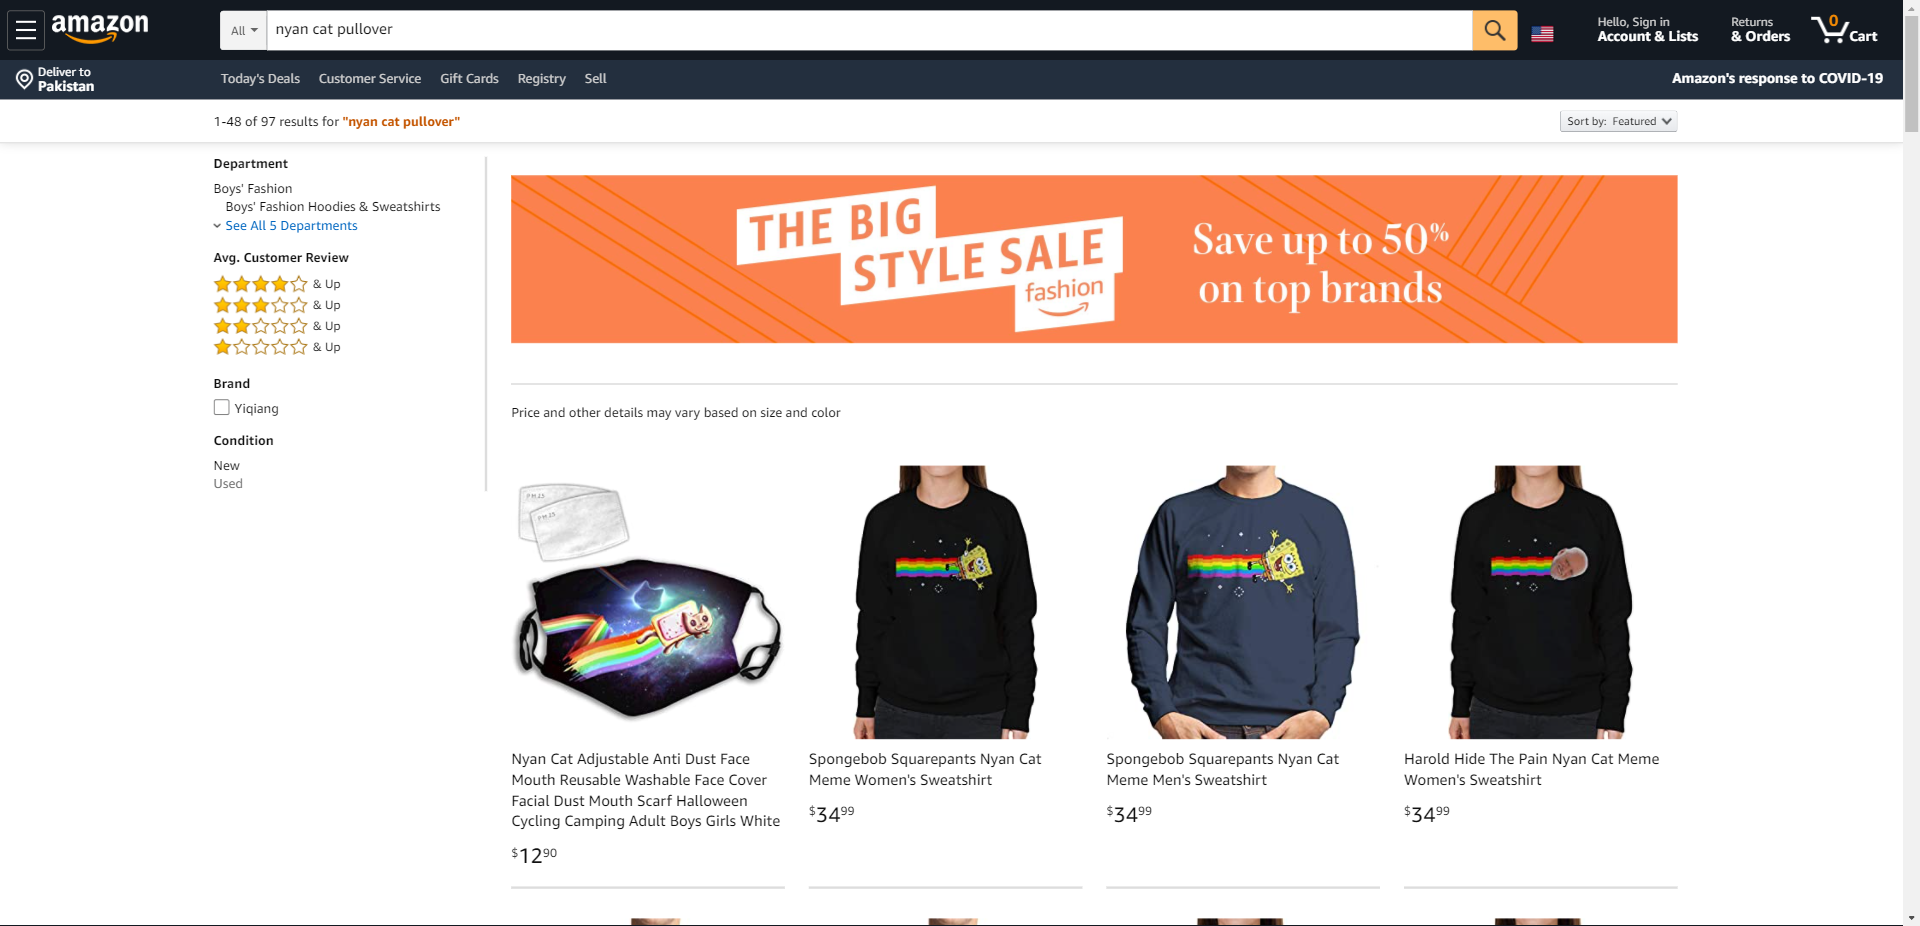 amazon
All
nyan cat pullover
Hello, Sign in
Account & Lists
Returns
& Orders
0
Cart
Deliver to
Pakistan
Today's Deals
Customer Service
Gift Cards
Registry
Sell
Amazon's response to COVID-19
1-48 of 97 results for "nyan cat pullover"
Sort by: Featured
Department
Boys' Fashion
Boys' Fashion Hoodies & Sweatshirts
See All 5 Departments
Avg. Customer Review
& Up
& Up
& Up
& Up
Brand
Yiqiang
Condition
New
Used
THE BIG
STYLE SALE
fashion
Save up to 50%
on top brands
Price and other details may vary based on size and color
PM2.5
PM2.5
Nyan Cat Adjustable Anti Dust Face
Mouth Reusable Washable Face Cover
Facial Dust Mouth Scarf Halloween
Cycling Camping Adult Boys Girls White
$12.90
Spongebob Squarepants Nyan Cat
Meme Women's Sweatshirt
$34.99
Spongebob Squarepants Nyan Cat
Meme Men's Sweatshirt
$34.99
Harold Hide The Pain Nyan Cat Meme
Women's Sweatshirt
$34.99